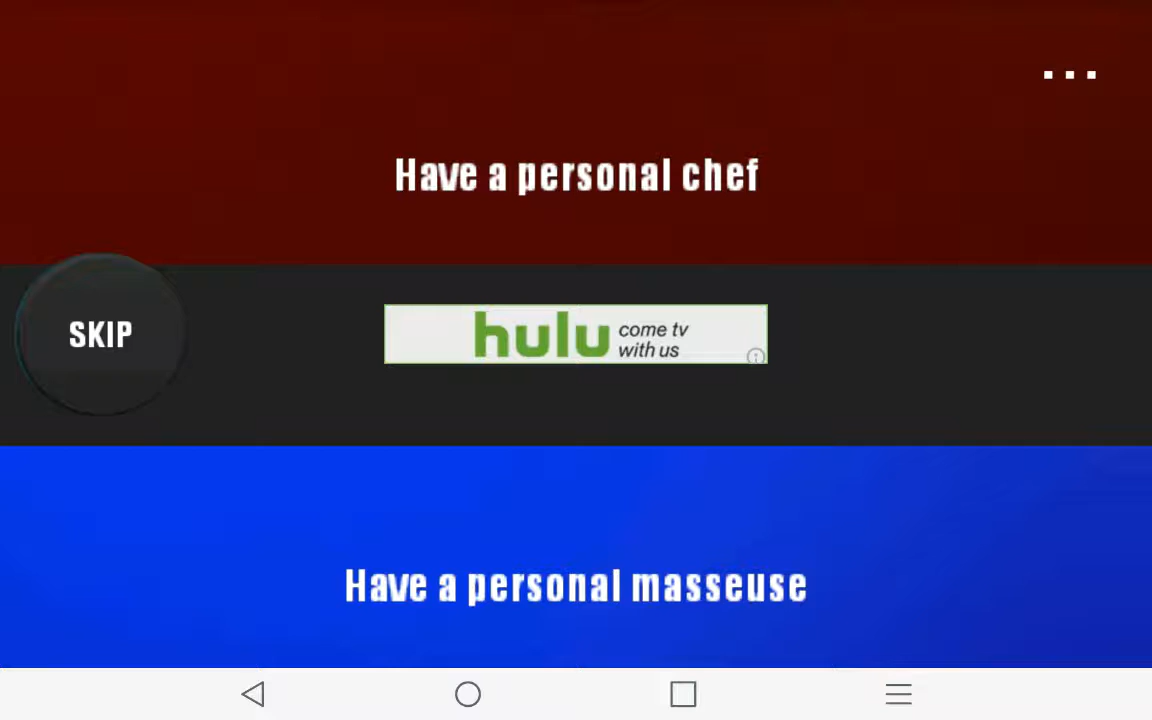 Have a personal chef
SKIP
hulu
come tv
with us
Have a personal masseuse